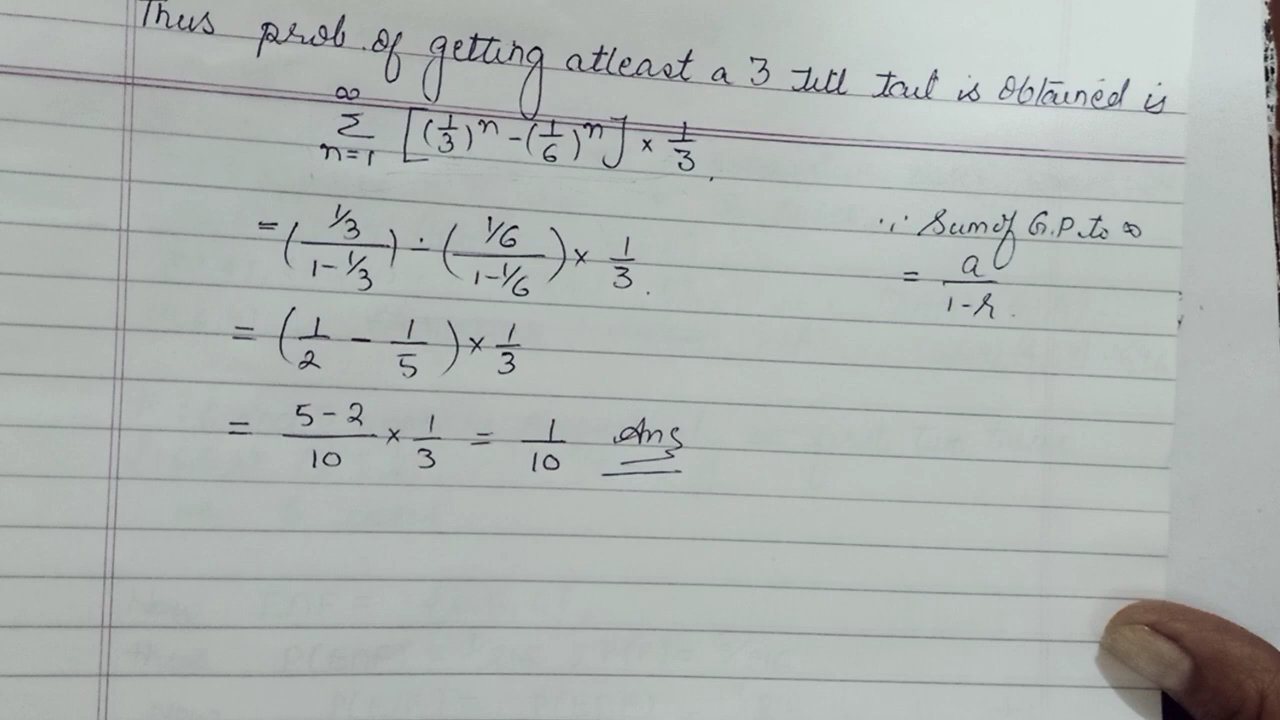 Thus prob. of getting atleast a 3 till tail is obtained is
∞
Σ [(1/3)^n - (1/6)^n] × 1/3.
n=1
= ((1/3)/(1-1/3)) - ((1/6)/(1-1/6)) × 1/3. ∵ Sum of G.P. to ∞
= a/(1-r).
= (1/2 - 1/5) × 1/3
= (5-2)/10 × 1/3 = 1/10 Ans